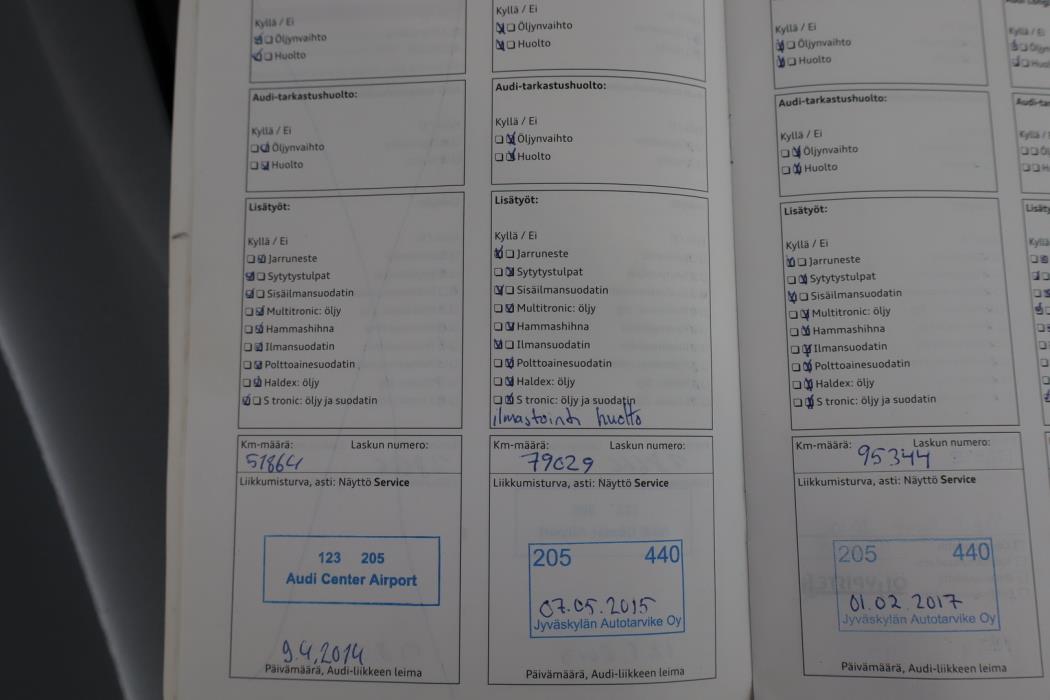 Kyllä / Ei
Öljynvaihto
Huolto
Audi-tarkastushuolto:
Kyllä / Ei
Öljynvaihto
Huolto
Lisätyöt:
Kyllä / Ei
Jarruneste
Sytytystulpat
Sisäilmansuodatin
Multitronic: öljy
Hammashihna
Ilmansuodatin
Polttoainesuodatin
Haldex: öljy
S tronic: öljy ja suodatin
Km-määrä: Laskun numero:
51864
Liikkumisturva, asti: Näyttö Service
123 205
Audi Center Airport
9.4.2014
Päivämäärä, Audi-liikkeen leima
Kyllä / Ei
Öljynvaihto
Huolto
Audi-tarkastushuolto:
Kyllä / Ei
Öljynvaihto
Huolto
Lisätyöt:
Kyllä / Ei
Jarruneste
Sytytystulpat
Sisäilmansuodatin
Multitronic: öljy
Hammashihna
Ilmansuodatin
Polttoainesuodatin
Haldex: öljy
S tronic: öljy ja suodatin
ilmastointi huolto
Km-määrä: Laskun numero:
79029
Liikkumisturva, asti: Näyttö Service
205 440
07.05.2015
Jyväskylän Autotarvike Oy
Päivämäärä, Audi-liikkeen leima
Kyllä / Ei
Öljynvaihto
Huolto
Audi-tarkastushuolto:
Kyllä / Ei
Öljynvaihto
Huolto
Lisätyöt:
Kyllä / Ei
Jarruneste
Sytytystulpat
Sisäilmansuodatin
Multitronic: öljy
Hammashihna
Ilmansuodatin
Polttoainesuodatin
Haldex: öljy
S tronic: öljy ja suodatin
Km-määrä: Laskun numero:
95344
Liikkumisturva, asti: Näyttö Service
205 440
01.02.2017
Jyväskylän Autotarvike Oy
Päivämäärä, Audi-liikkeen leima